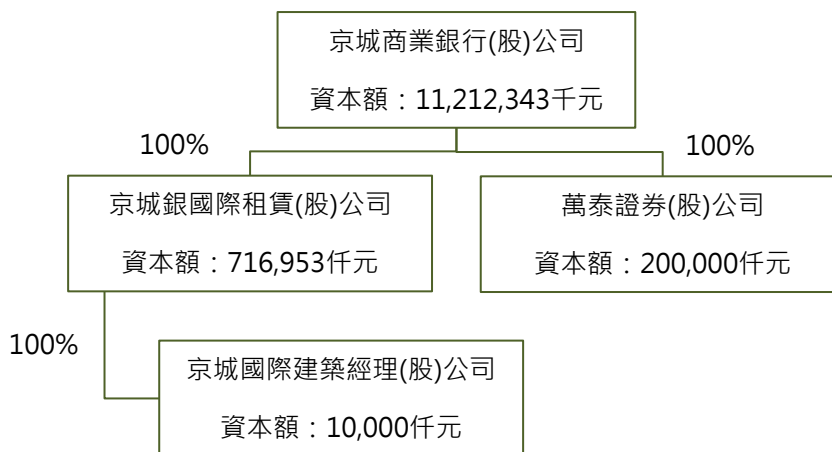 京城商業銀行(股)公司
資本額：11,212,343千元
100%
100%
京城銀國際租賃(股)公司
資本額：716,953仟元
萬泰證券(股)公司
資本額：200,000仟元
100%
京城國際建築經理(股)公司
資本額：10,000仟元